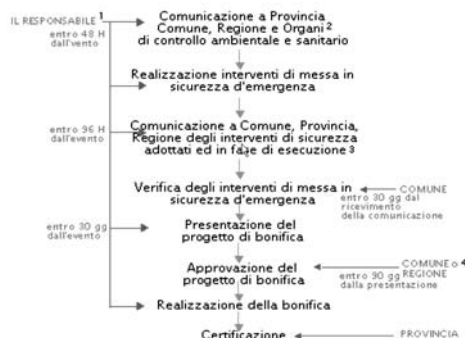 IL RESPONSABILE 1
entro 48 H
dall'evento
Comunicazione a Provincia
Comune, Regione e Organi 2
di controllo ambientale e sanitario
Realizzazione interventi di messa in
sicurezza d'emergenza
entro 96 H
dall'evento
Comunicazione a Comune, Provincia,
Regione degli interventi di sicurezza
adottati ed in fase di esecuzione 3
Verifica degli interventi di messa in
sicurezza d'emergenza
COMUNE
entro 30 gg dal
ricevimento
della comunicazione
entro 30 gg
dall'evento
Presentazione del
progetto di bonifica
Approvazione del
progetto di bonifica
COMUNE o 4
REGIONE
entro 90 gg
dalla presentazione
Realizzazione della bonifica
Certificazione
PROVINCIA